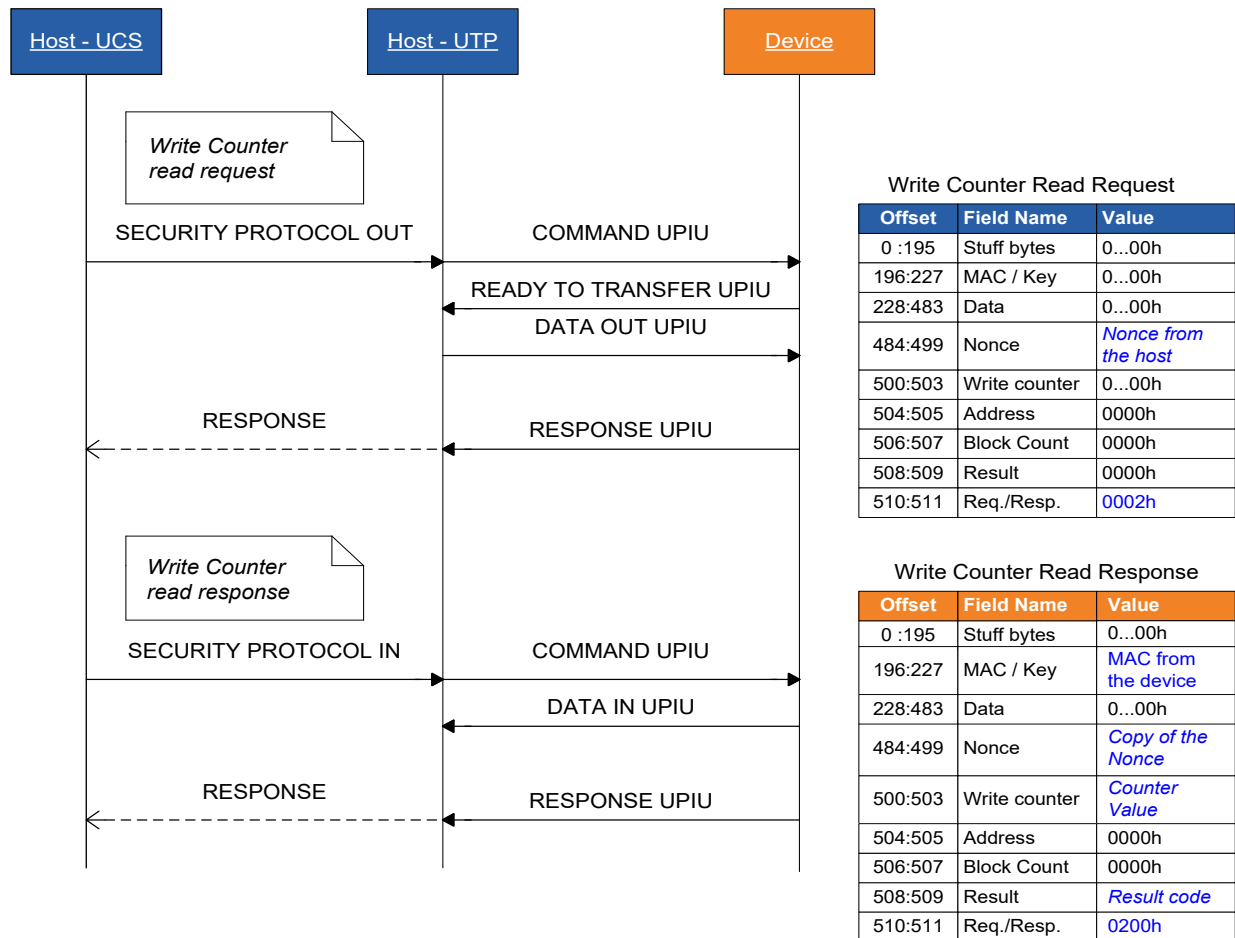 Host - UCS
Host - UTP
Device
Write Counter
read request
SECURITY PROTOCOL OUT
COMMAND UPIU
READY TO TRANSFER UPIU
DATA OUT UPIU
RESPONSE
RESPONSE UPIU
Write Counter
read response
SECURITY PROTOCOL IN
COMMAND UPIU
DATA IN UPIU
RESPONSE
RESPONSE UPIU
Write Counter Read Request
Offset Field Name Value
0 :195 Stuff bytes 0...00h
196:227 MAC / Key 0...00h
228:483 Data 0...00h
484:499 Nonce Nonce from
the host
500:503 Write counter 0...00h
504:505 Address 0000h
506:507 Block Count 0000h
508:509 Result 0000h
510:511 Req./Resp. 0002h
Write Counter Read Response
Offset Field Name Value
0 :195 Stuff bytes 0...00h
196:227 MAC / Key MAC from
the device
228:483 Data 0...00h
484:499 Nonce Copy of the
Nonce
500:503 Write counter Counter
Value
504:505 Address 0000h
506:507 Block Count 0000h
508:509 Result Result code
510:511 Req./Resp. 0200h